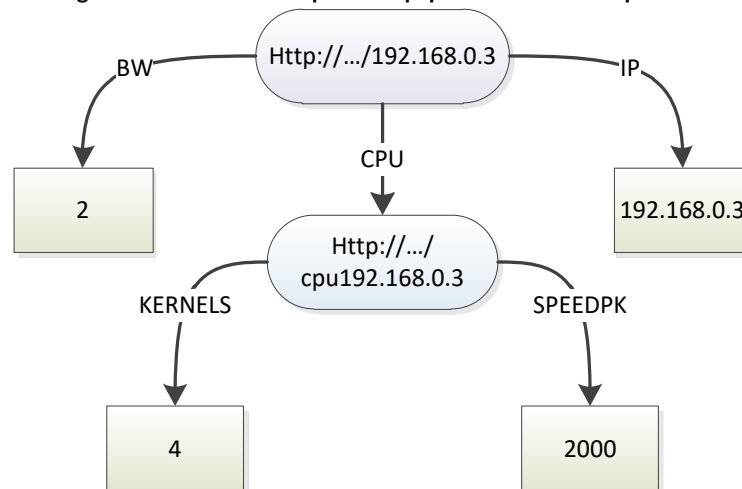 Http://.../192.168.0.3
BW
IP
CPU
2
192.168.0.3
Http://.../
cpu192.168.0.3
KERNELS
SPEEDPK
4
2000